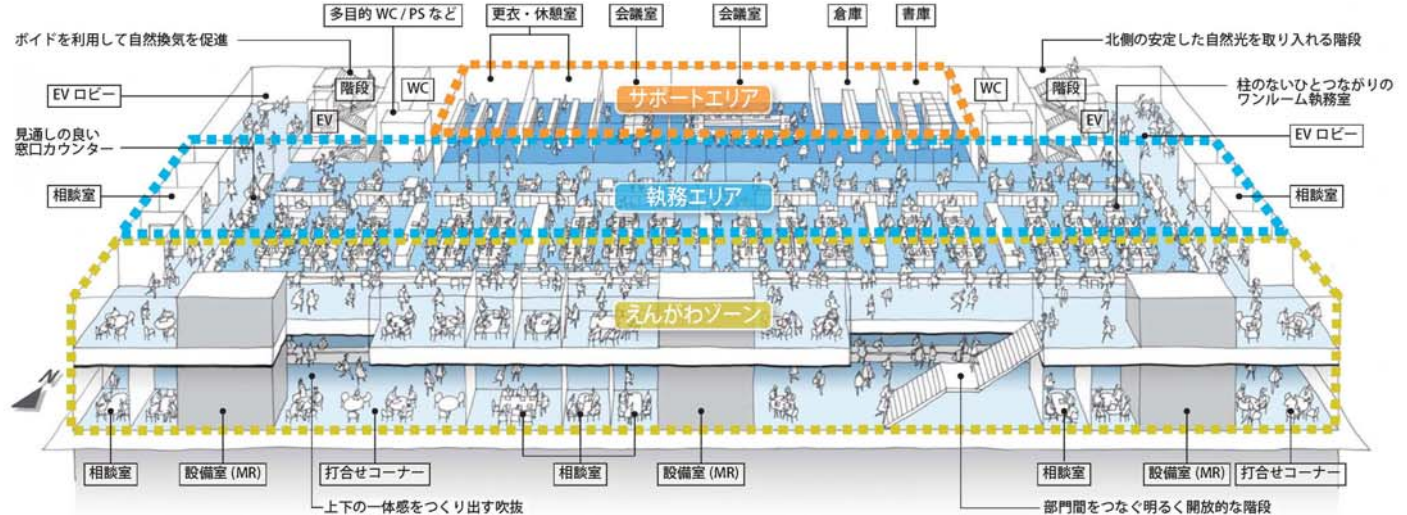 多目的 WC / PS など
更衣・休憩室
会議室
会議室
倉庫
書庫
ボイドを利用して自然換気を促進
北側の安定した自然光を取り入れる階段
EV ロビー
階段
WC
サポートエリア
WC
階段
柱のないひとつながりの
ワンルーム執務室
EV
EV
EV ロビー
見通しの良い
窓口カウンター
相談室
執務エリア
相談室
えんがわゾーン
N
相談室
設備室 (MR)
打合せコーナー
相談室
設備室 (MR)
相談室
設備室 (MR)
打合せコーナー
上下の一体感をつくり出す吹抜
部門間をつなぐ明るく開放的な階段